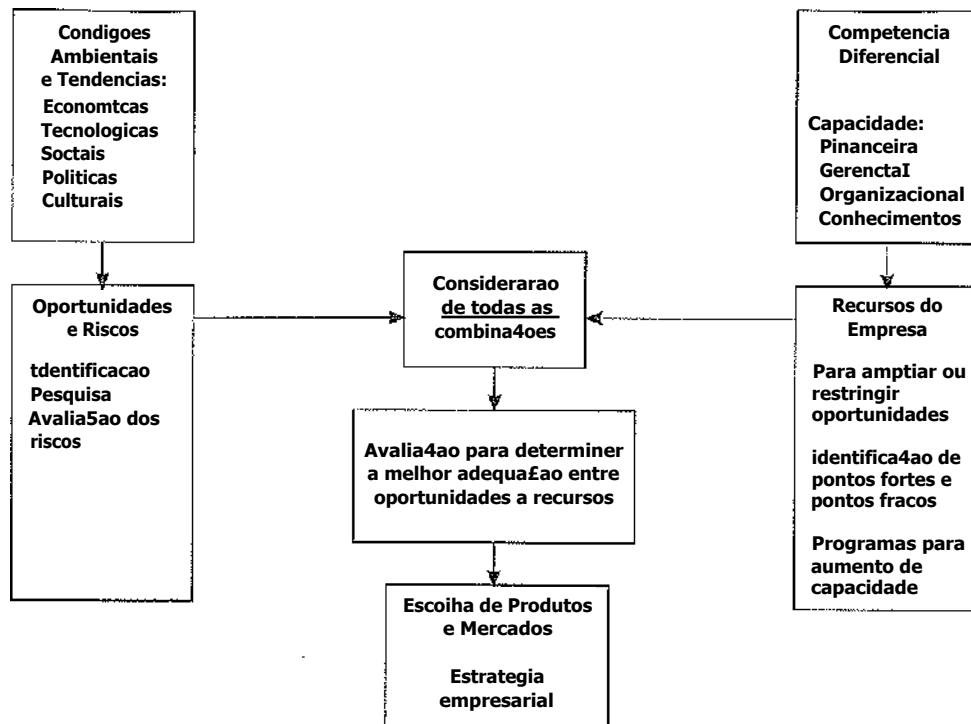 Condigoes
Ambientais
e Tendencias:
Economtcas
Tecnologicas
Soctais
Politicas
Culturais
Competencia
Diferencial
Capacidade:
Pinanceira
GerenctaI
Organizacional
Conhecimentos
Oportunidades
e Riscos
tdentificacao
Pesquisa
Avalia5ao dos
riscos
Considerarao
de todas as
combina4oes
Recursos do
Empresa
Para amptiar ou
restringir
oportunidades
identifica4ao de
pontos fortes e
pontos fracos
Programas para
aumento de
capacidade
Avalia4ao para determiner
a melhor adequa£ao entre
oportunidades a recursos
Escoiha de Produtos
e Mercados
Estrategia
empresarial